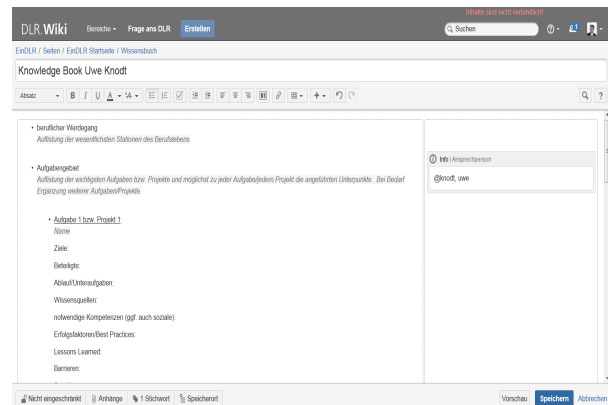 Inhalte sind nicht verbindlich!
DLR.Wiki Bereiche Frage ans DLR Erstellen Suchen
EinDLR / Seiten / EinDLR Startseite / Wissensbuch
Knowledge Book Uwe Knodt
Absatz B I U A
• beruflicher Werdegang
Auflistung der wesentlichsten Stationen des Berufslebens
• Aufgabengebiet
Auflistung der wichtigsten Aufgaben bzw. Projekte und möglichst zu jeder Aufgabe/jedem Projekt die angeführten Unterpunkte. Bei Bedarf
Ergänzung weiterer Aufgaben/Projekte.
• Aufgabe 1 bzw. Projekt 1:
Name
Ziele:
Beteiligte:
Ablauf/Unteraufgaben:
Wissensquellen:
notwendige Kompetenzen (ggf. auch soziale):
Erfolgsfaktoren/Best Practices:
Lessons Learned:
Barrieren:
Info | Ansprechperson
@knodt, uwe
Nicht eingeschränkt Anhänge 1 Stichwort Speicherort Vorschau Speichern Abbrechen